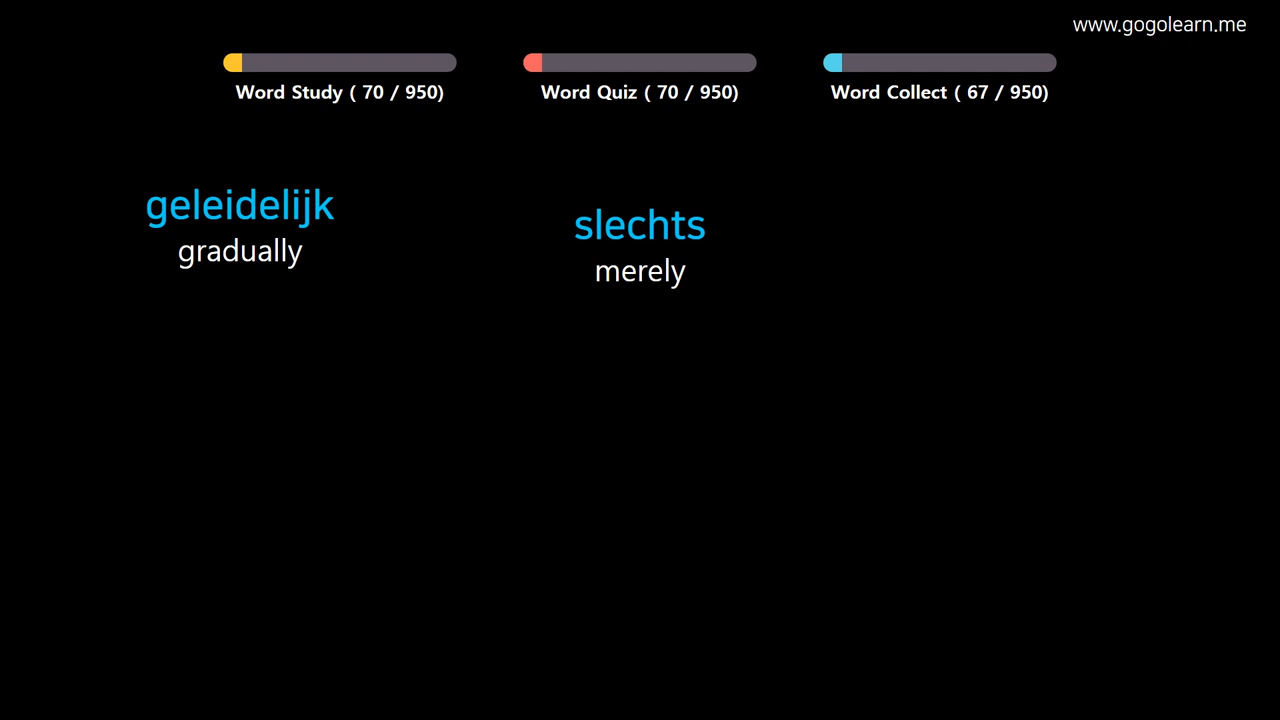 www.gogolearn.me
Word Study ( 70 / 950)
Word Quiz ( 70 / 950)
Word Collect ( 67 / 950)
geleidelijk
gradually
slechts
merely